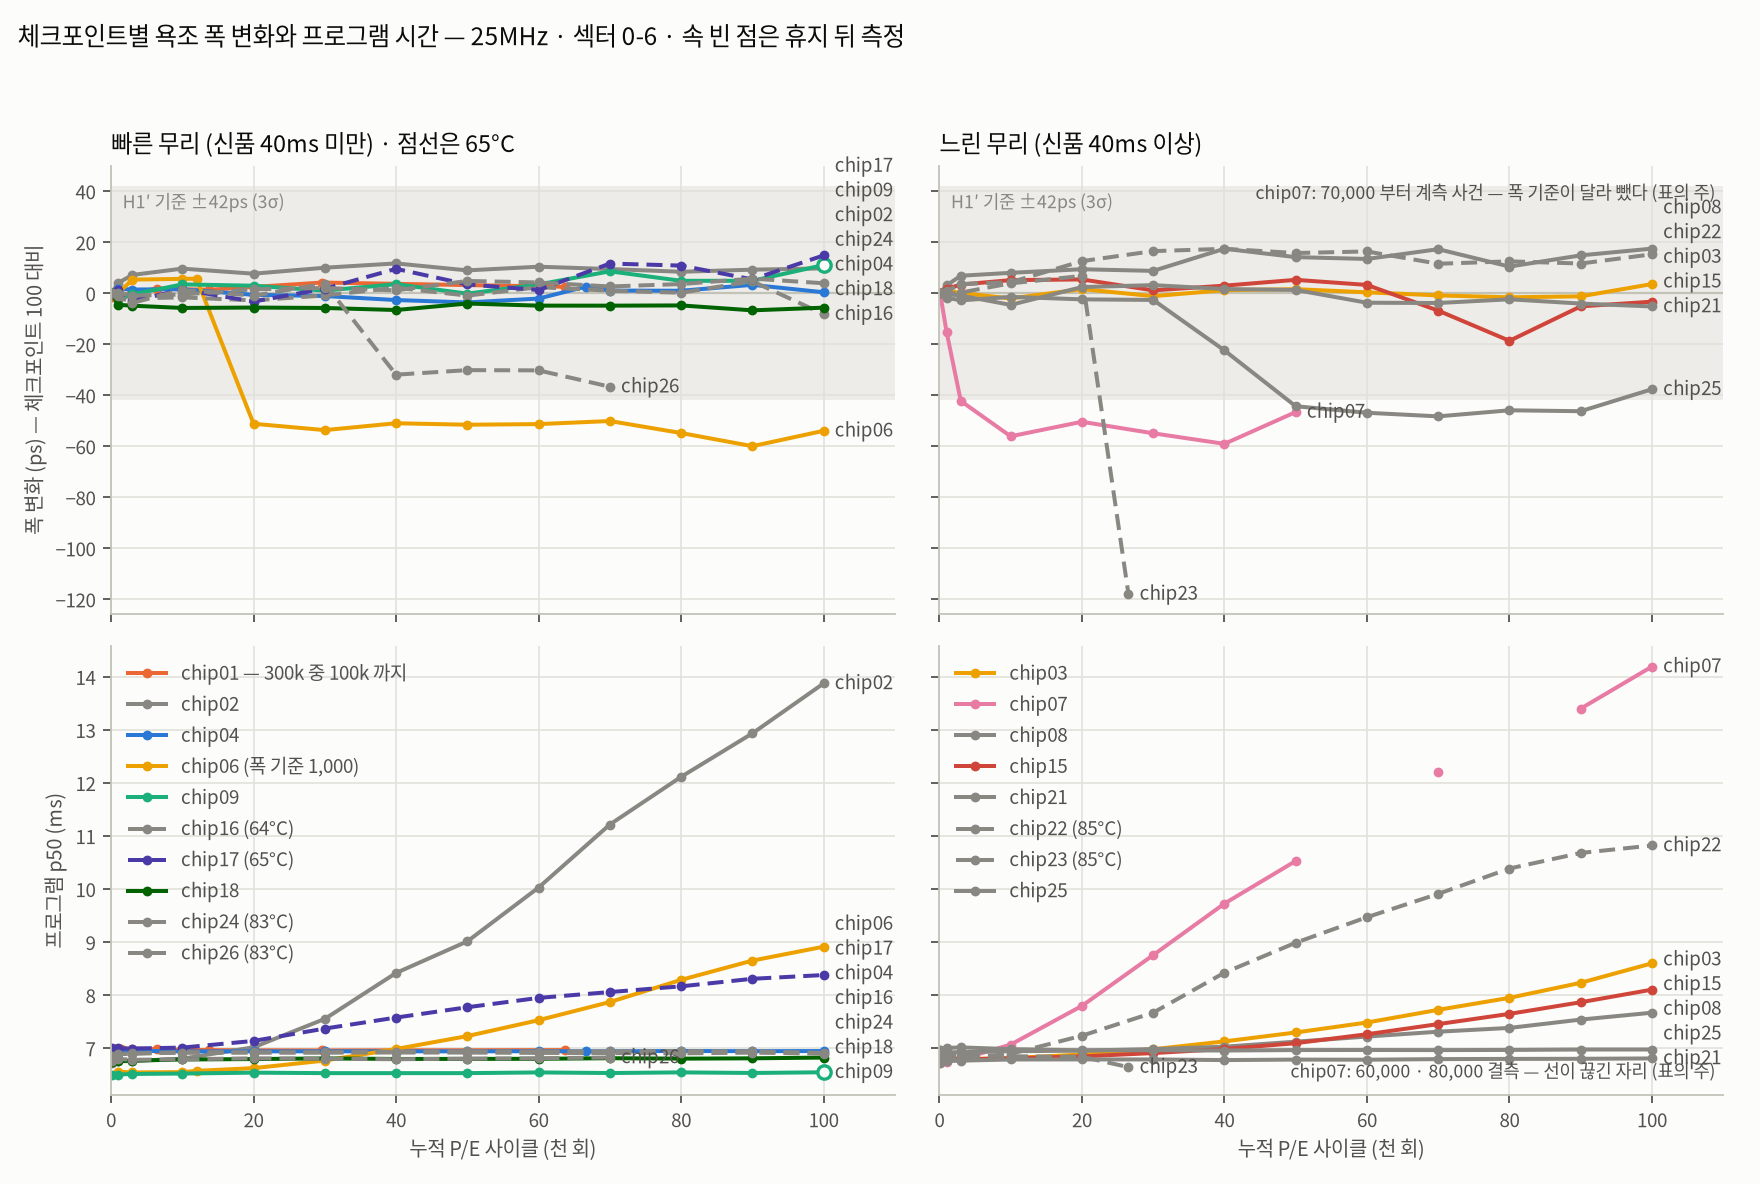 체크포인트별 욕조 폭 변화와 프로그램 시간 — 25MHz · 섹터 0-6 · 속 빈 점은 휴지 뒤 측정
빠른 무리 (신품 40ms 미만) · 점선은 65°C
느린 무리 (신품 40ms 이상)
폭 변화 (ps) — 체크포인트 100 대비
40
20
0
−20
−40
−60
−80
−100
−120
H1′ 기준 ±42ps (3σ)
chip17
chip09
chip02
chip24
chip04
chip18
chip16
chip26
chip06
H1′ 기준 ±42ps (3σ)
chip07: 70,000 부터 계측 사건 — 폭 기준이 달라 뺐다 (표의 주)
chip08
chip22
chip03
chip15
chip21
chip25
chip07
chip23
프로그램 p50 (ms)
14
13
12
11
10
9
8
7
chip01 — 300k 중 100k 까지
chip02
chip04
chip06 (폭 기준 1,000)
chip09
chip16 (64°C)
chip17 (65°C)
chip18
chip24 (83°C)
chip26 (83°C)
chip02
chip06
chip17
chip04
chip16
chip24
chip18
chip09
chip26
0
20
40
60
80
100
누적 P/E 사이클 (천 회)
chip03
chip07
chip08
chip15
chip21
chip22 (85°C)
chip23 (85°C)
chip25
chip07
chip22
chip03
chip15
chip08
chip25
chip21
chip23
chip07: 60,000 · 80,000 결측 — 선이 끊긴 자리 (표의 주)
0
20
40
60
80
100
누적 P/E 사이클 (천 회)